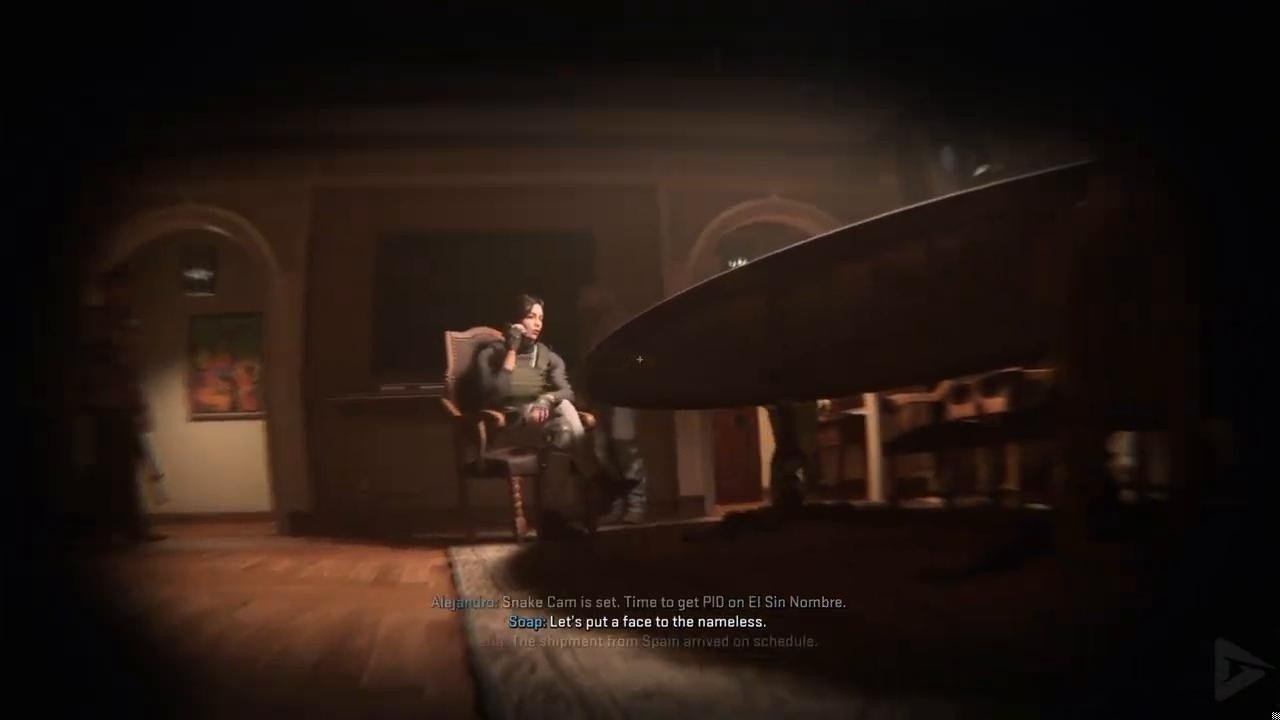 Alejandro: Snake Cam is set. Time to get PID on El Sin Nombre.
Soap: Let's put a face to the nameless.
The shipment from Spain arrived on schedule.